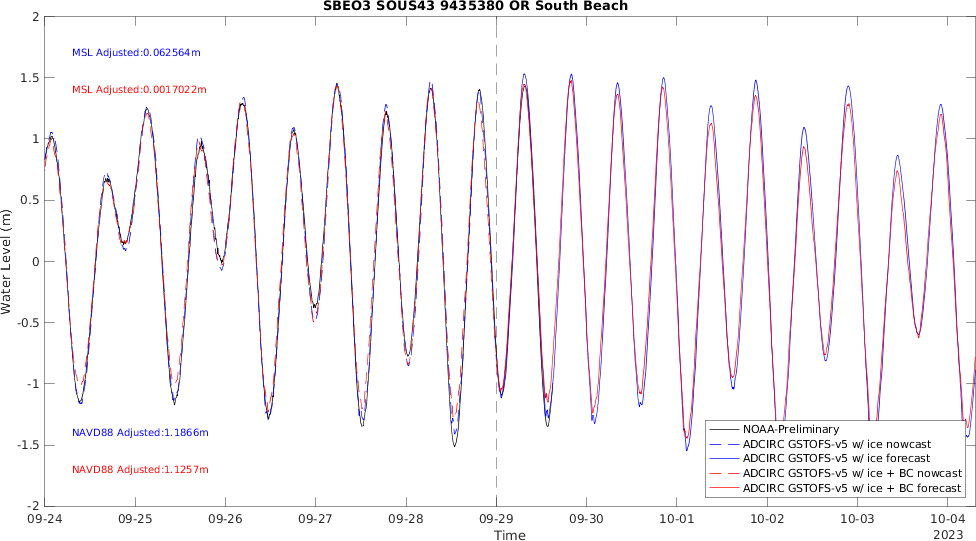 SBEO3 SOUS43 9435380 OR South Beach
2
1.5
1
0.5
0
-0.5
-1
-1.5
-2
Water Level (m)
MSL Adjusted:0.062564m
MSL Adjusted:0.0017022m
NAVD88 Adjusted:1.1866m
NAVD88 Adjusted:1.1257m
NOAA-Preliminary
ADCIRC GSTOFS-v5 w/ ice nowcast
ADCIRC GSTOFS-v5 w/ ice forecast
ADCIRC GSTOFS-v5 w/ ice + BC nowcast
ADCIRC GSTOFS-v5 w/ ice + BC forecast
09-24 09-25 09-26 09-27 09-28 09-29 09-30 10-01 10-02 10-03 10-04
Time
2023